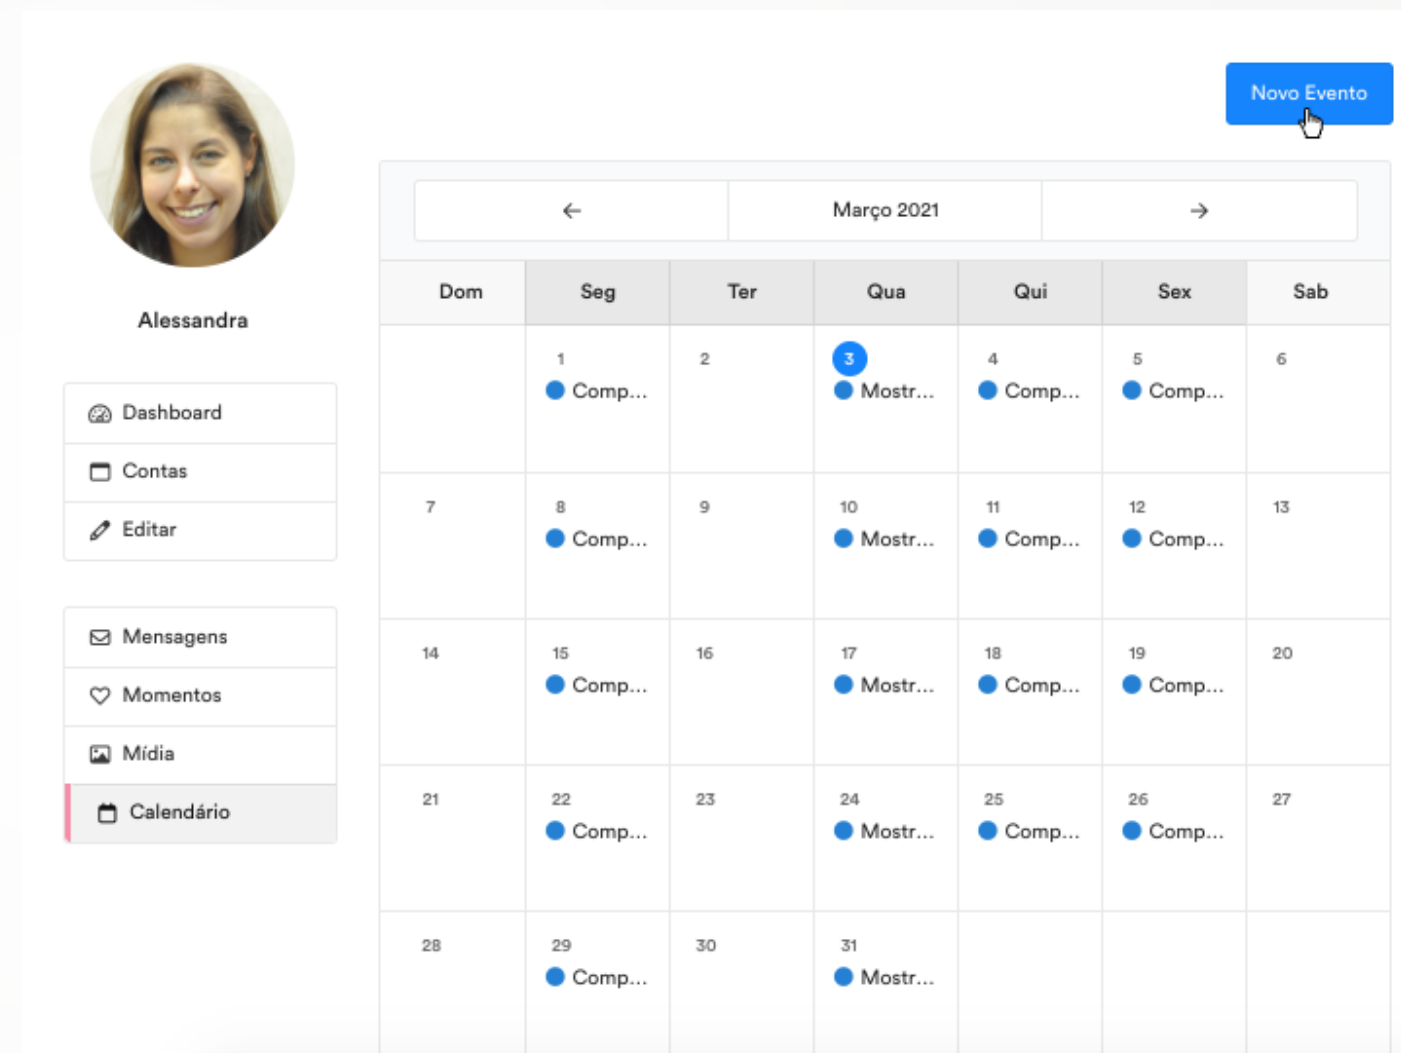 Novo Evento
Março 2021
Alessandra
Dom Seg Ter Qua Qui Sex Sab
1 2 3 4 5 6
Comp... Mostr... Comp... Comp...
Dashboard
Contas
Editar
7 8 9 10 11 12 13
Comp... Mostr... Comp... Comp...
Mensagens
Momentos
Mídia
Calendário
14 15 16 17 18 19 20
Comp... Mostr... Comp... Comp...
21 22 23 24 25 26 27
Comp... Mostr... Comp... Comp...
28 29 30 31
Comp... Mostr...